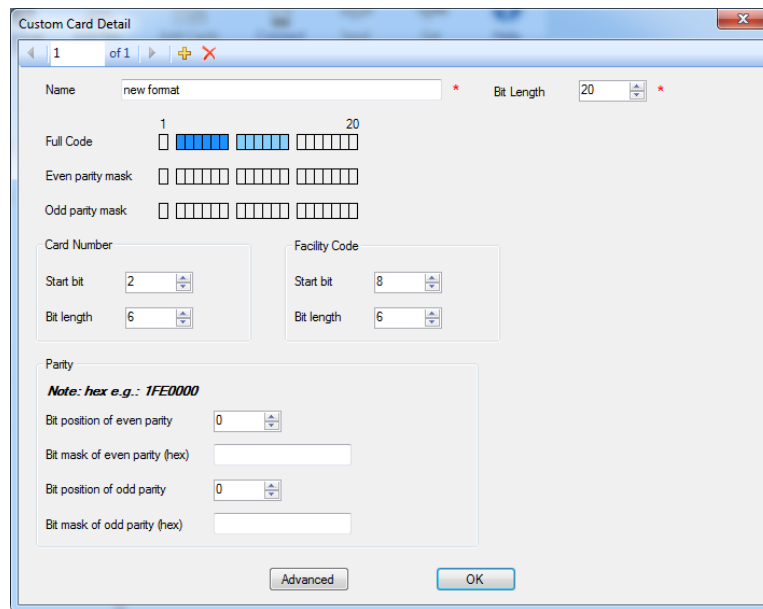 Custom Card Detail
1 of 1
Name new format * Bit Length 20 *
1 20
Full Code
Even parity mask
Odd parity mask
Card Number Facility Code
Start bit 2 Start bit 8
Bit length 6 Bit length 6
Parity
Note: hex e.g.: 1FE0000
Bit position of even parity 0
Bit mask of even parity (hex)
Bit position of odd parity 0
Bit mask of odd parity (hex)
Advanced OK